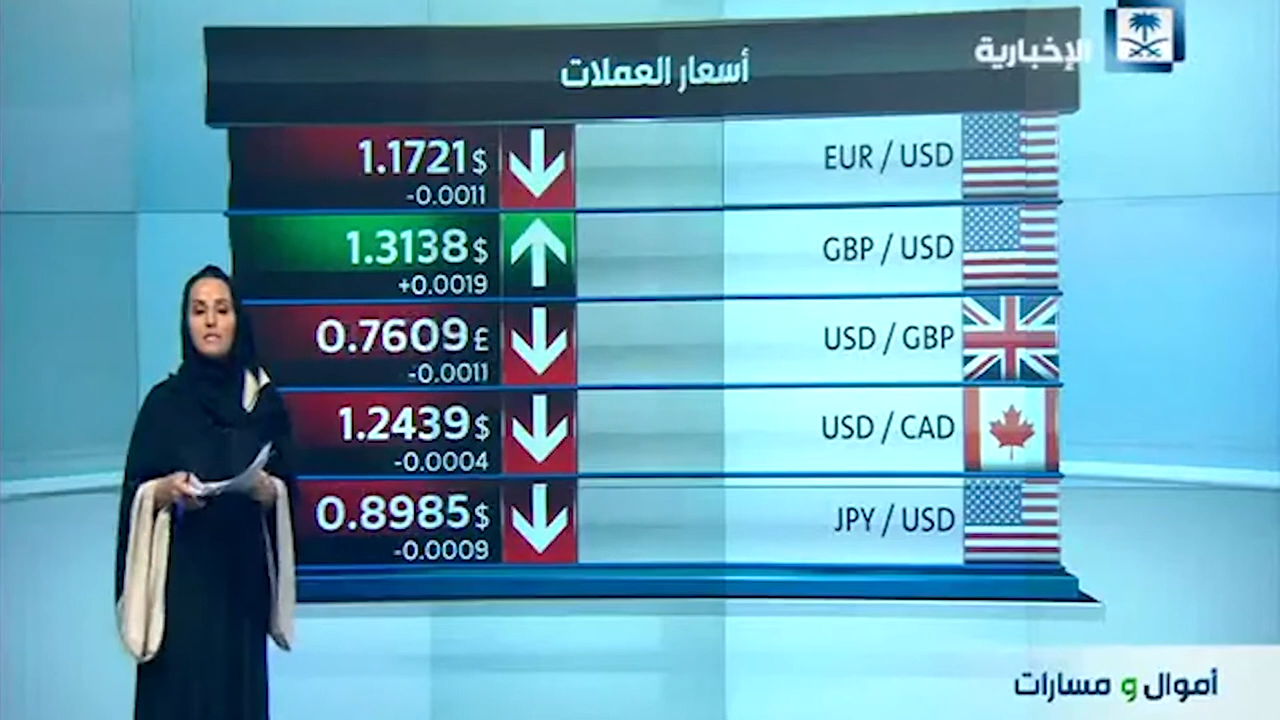 الإخبارية
أسعار العملات
1.1721 $ EUR / USD
-0.0011
1.3138 $ GBP / USD
+0.0019
0.7609 £ USD / GBP
-0.0011
1.2439 $ USD / CAD
-0.0004
0.8985 $ JPY / USD
-0.0009
أموال و مسارات